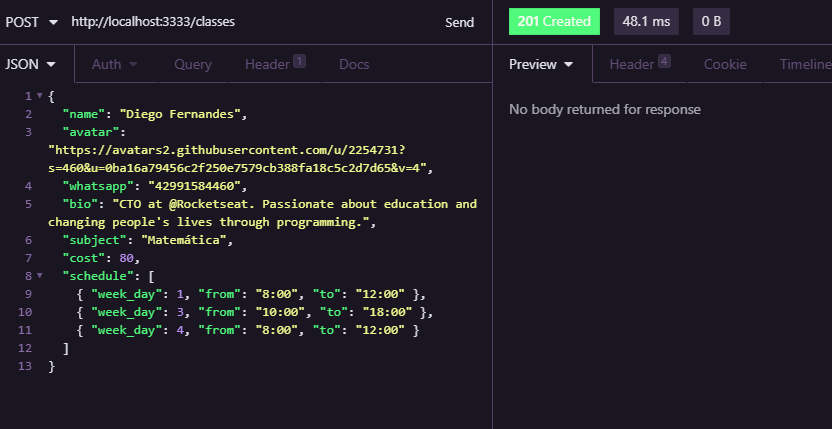 POST http://localhost:3333/classes Send
201 Created 48.1 ms 0 B
JSON Auth Query Header 1 Docs
Preview Header 4 Cookie Timeline
1 {
2 "name": "Diego Fernandes",
3 "avatar":
"https://avatars2.githubusercontent.com/u/2254731?
s=460&u=0ba16a79456c2f250e7579cb388fa18c5c2d7d65&v=4",
4 "whatsapp": "42991584460",
5 "bio": "CTO at @Rocketseat. Passionate about education and
changing people's lives through programming.",
6 "subject": "Matemática",
7 "cost": 80,
8 "schedule": [
9 { "week_day": 1, "from": "8:00", "to": "12:00" },
10 { "week_day": 3, "from": "10:00", "to": "18:00" },
11 { "week_day": 4, "from": "8:00", "to": "12:00" }
12 ]
13 }
No body returned for response